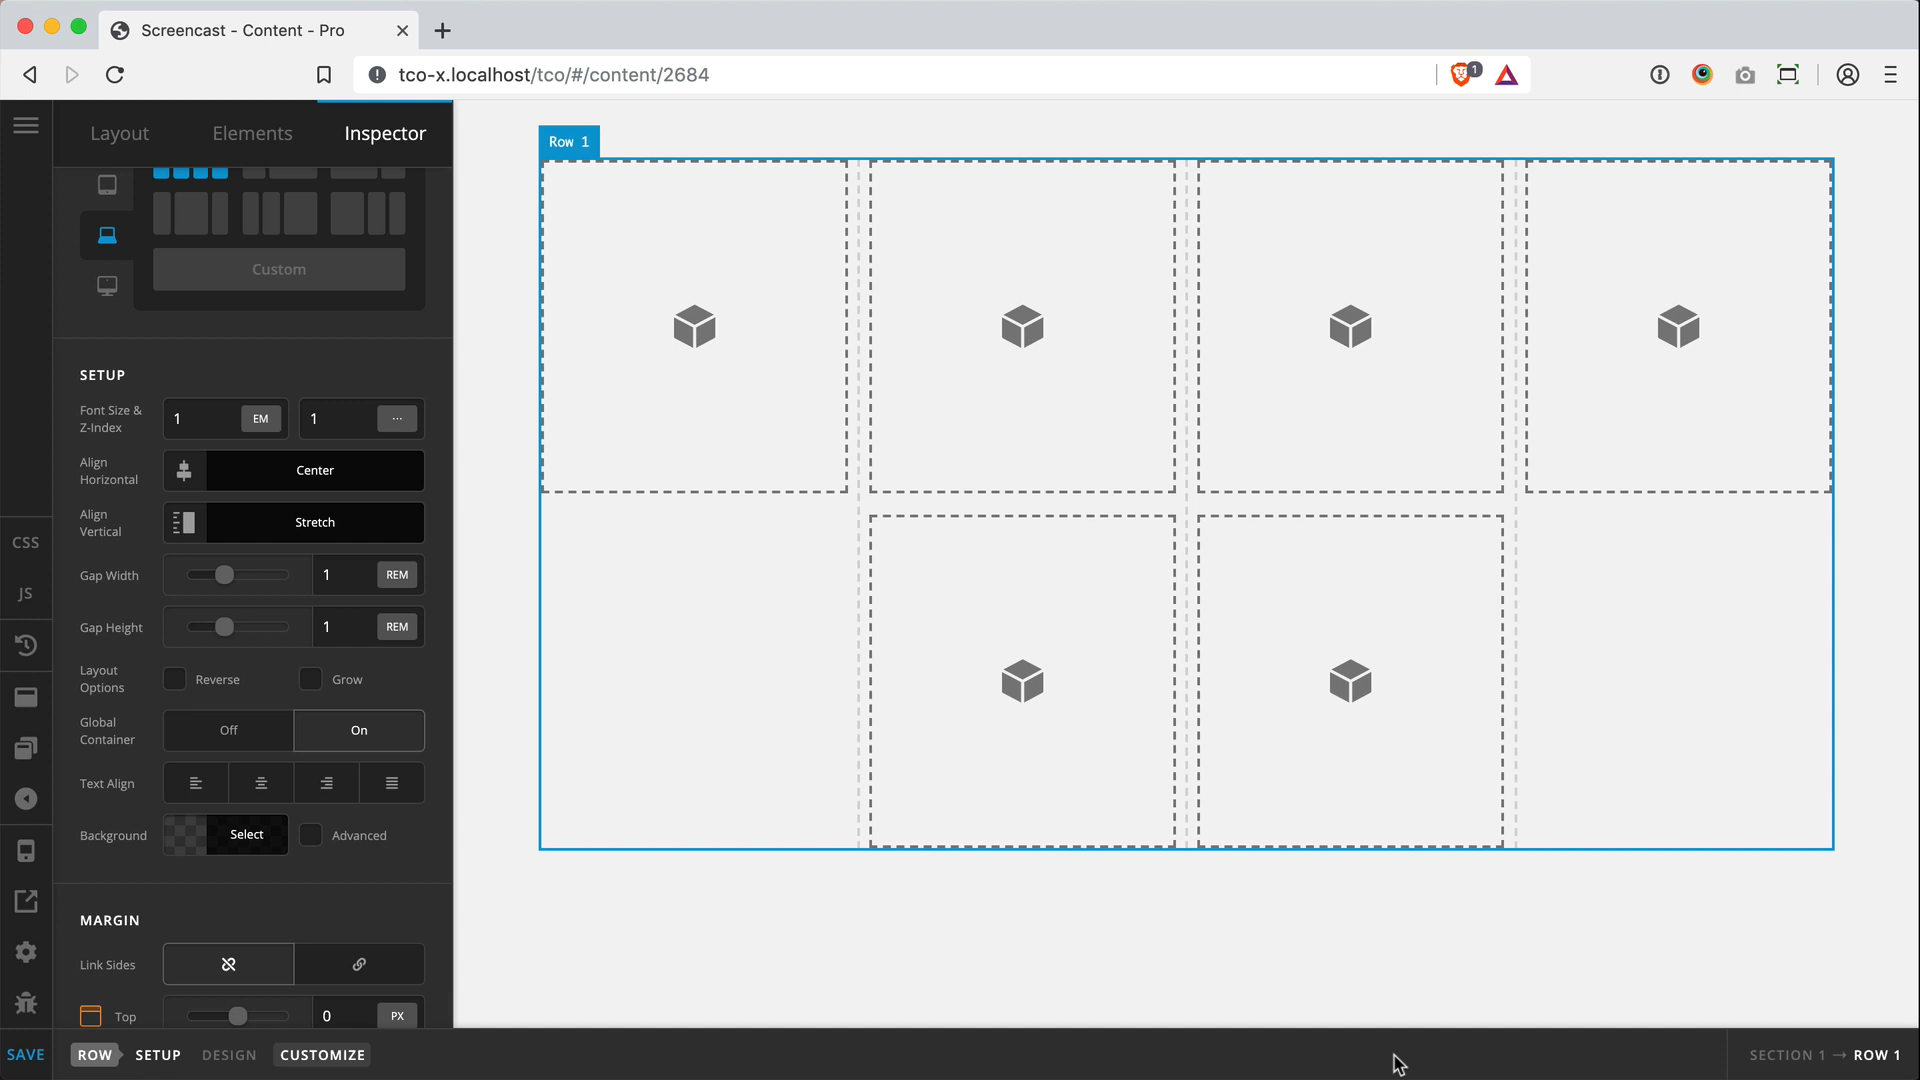 Screencast - Content - Pro
tco-x.localhost/tco/#/content/2684
1
Layout
Elements
Inspector
Custom
SETUP
Font Size &
Z-Index
1
EM
1
...
Align
Horizontal
Center
Align
Vertical
Stretch
Gap Width
1
REM
Gap Height
1
REM
Layout
Options
Reverse
Grow
Global
Container
Off
On
Text Align
Background
Select
Advanced
MARGIN
Link Sides
Top
0
PX
CSS
JS
Row 1
SAVE
ROW
SETUP
DESIGN
CUSTOMIZE
SECTION 1 → ROW 1